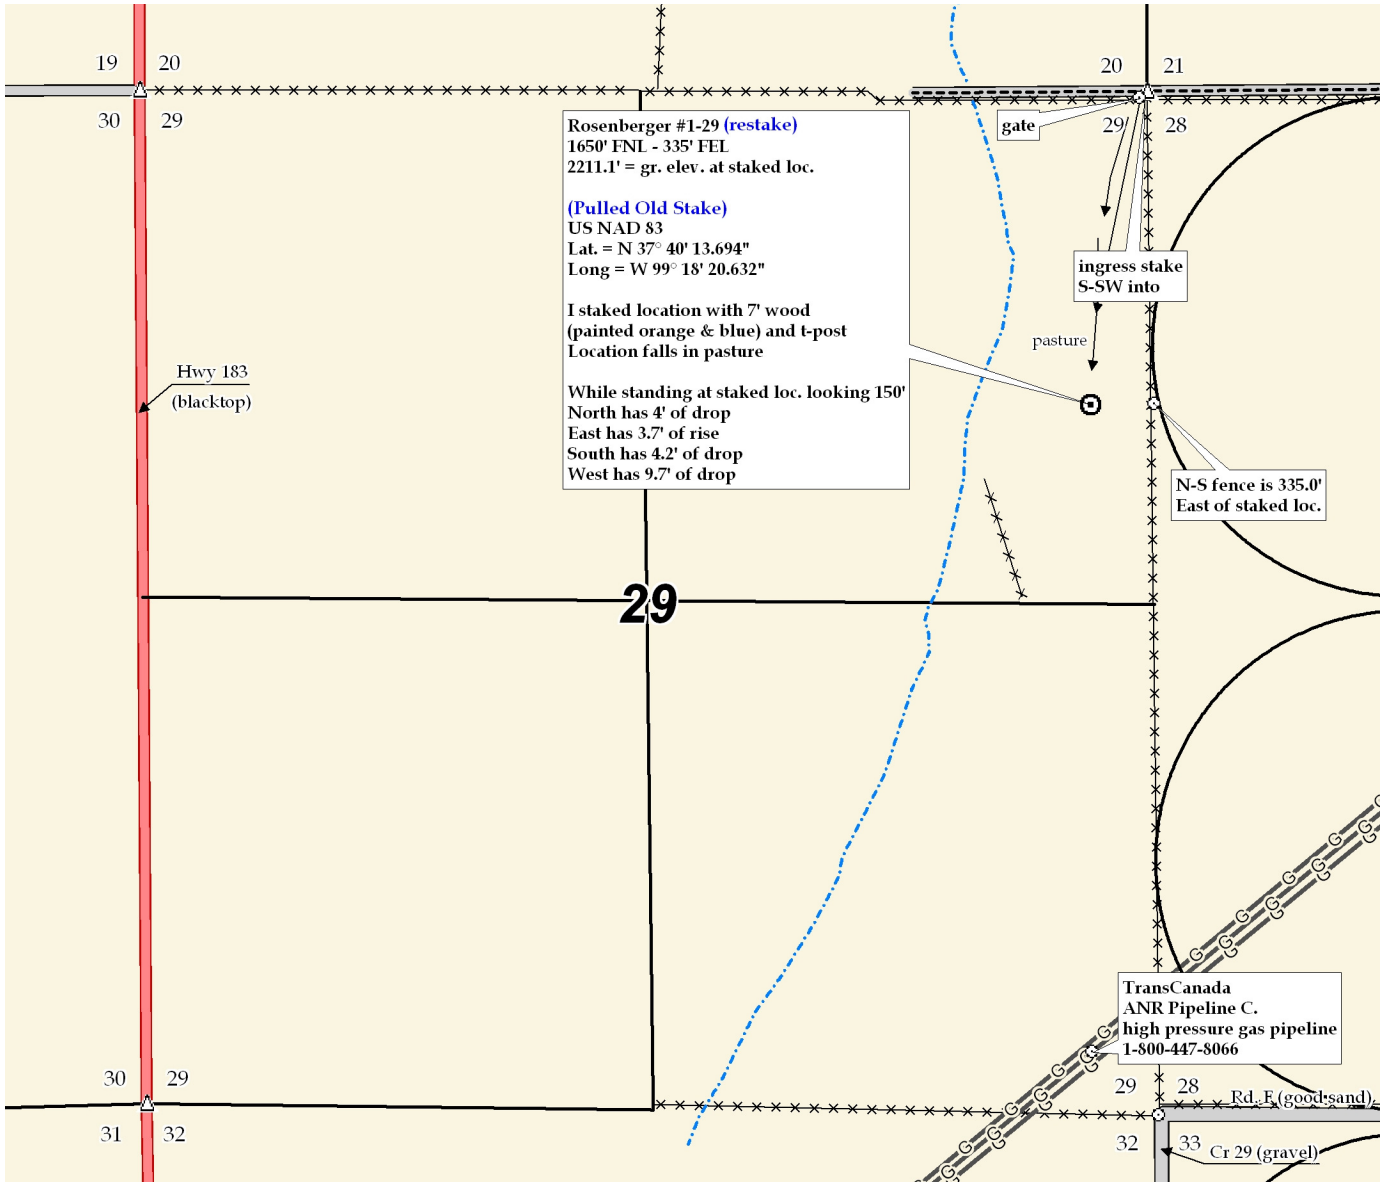 19 20
20 21
30 29
gate
29 28
Rosenberger #1-29 (restake)
1650' FNL - 335' FEL
2211.1' = gr. elev. at staked loc.
(Pulled Old Stake)
US NAD 83
Lat. = N 37° 40' 13.694"
Long = W 99° 18' 20.632"
I staked location with 7' wood
(painted orange & blue) and t-post
Location falls in pasture
While standing at staked loc. looking 150'
North has 4' of drop
East has 3.7' of rise
South has 4.2' of drop
West has 9.7' of drop
ingress stake
S-SW into
pasture
Hwy 183
(blacktop)
N-S fence is 335.0'
East of staked loc.
29
G G G G G G G G G G G G
TransCanada
ANR Pipeline C.
high pressure gas pipeline
1-800-447-8066
G G G G G G G G G G G G
30 29
29 28
Rd. F (good sand)
31 32
32 33
Cr 29 (gravel)